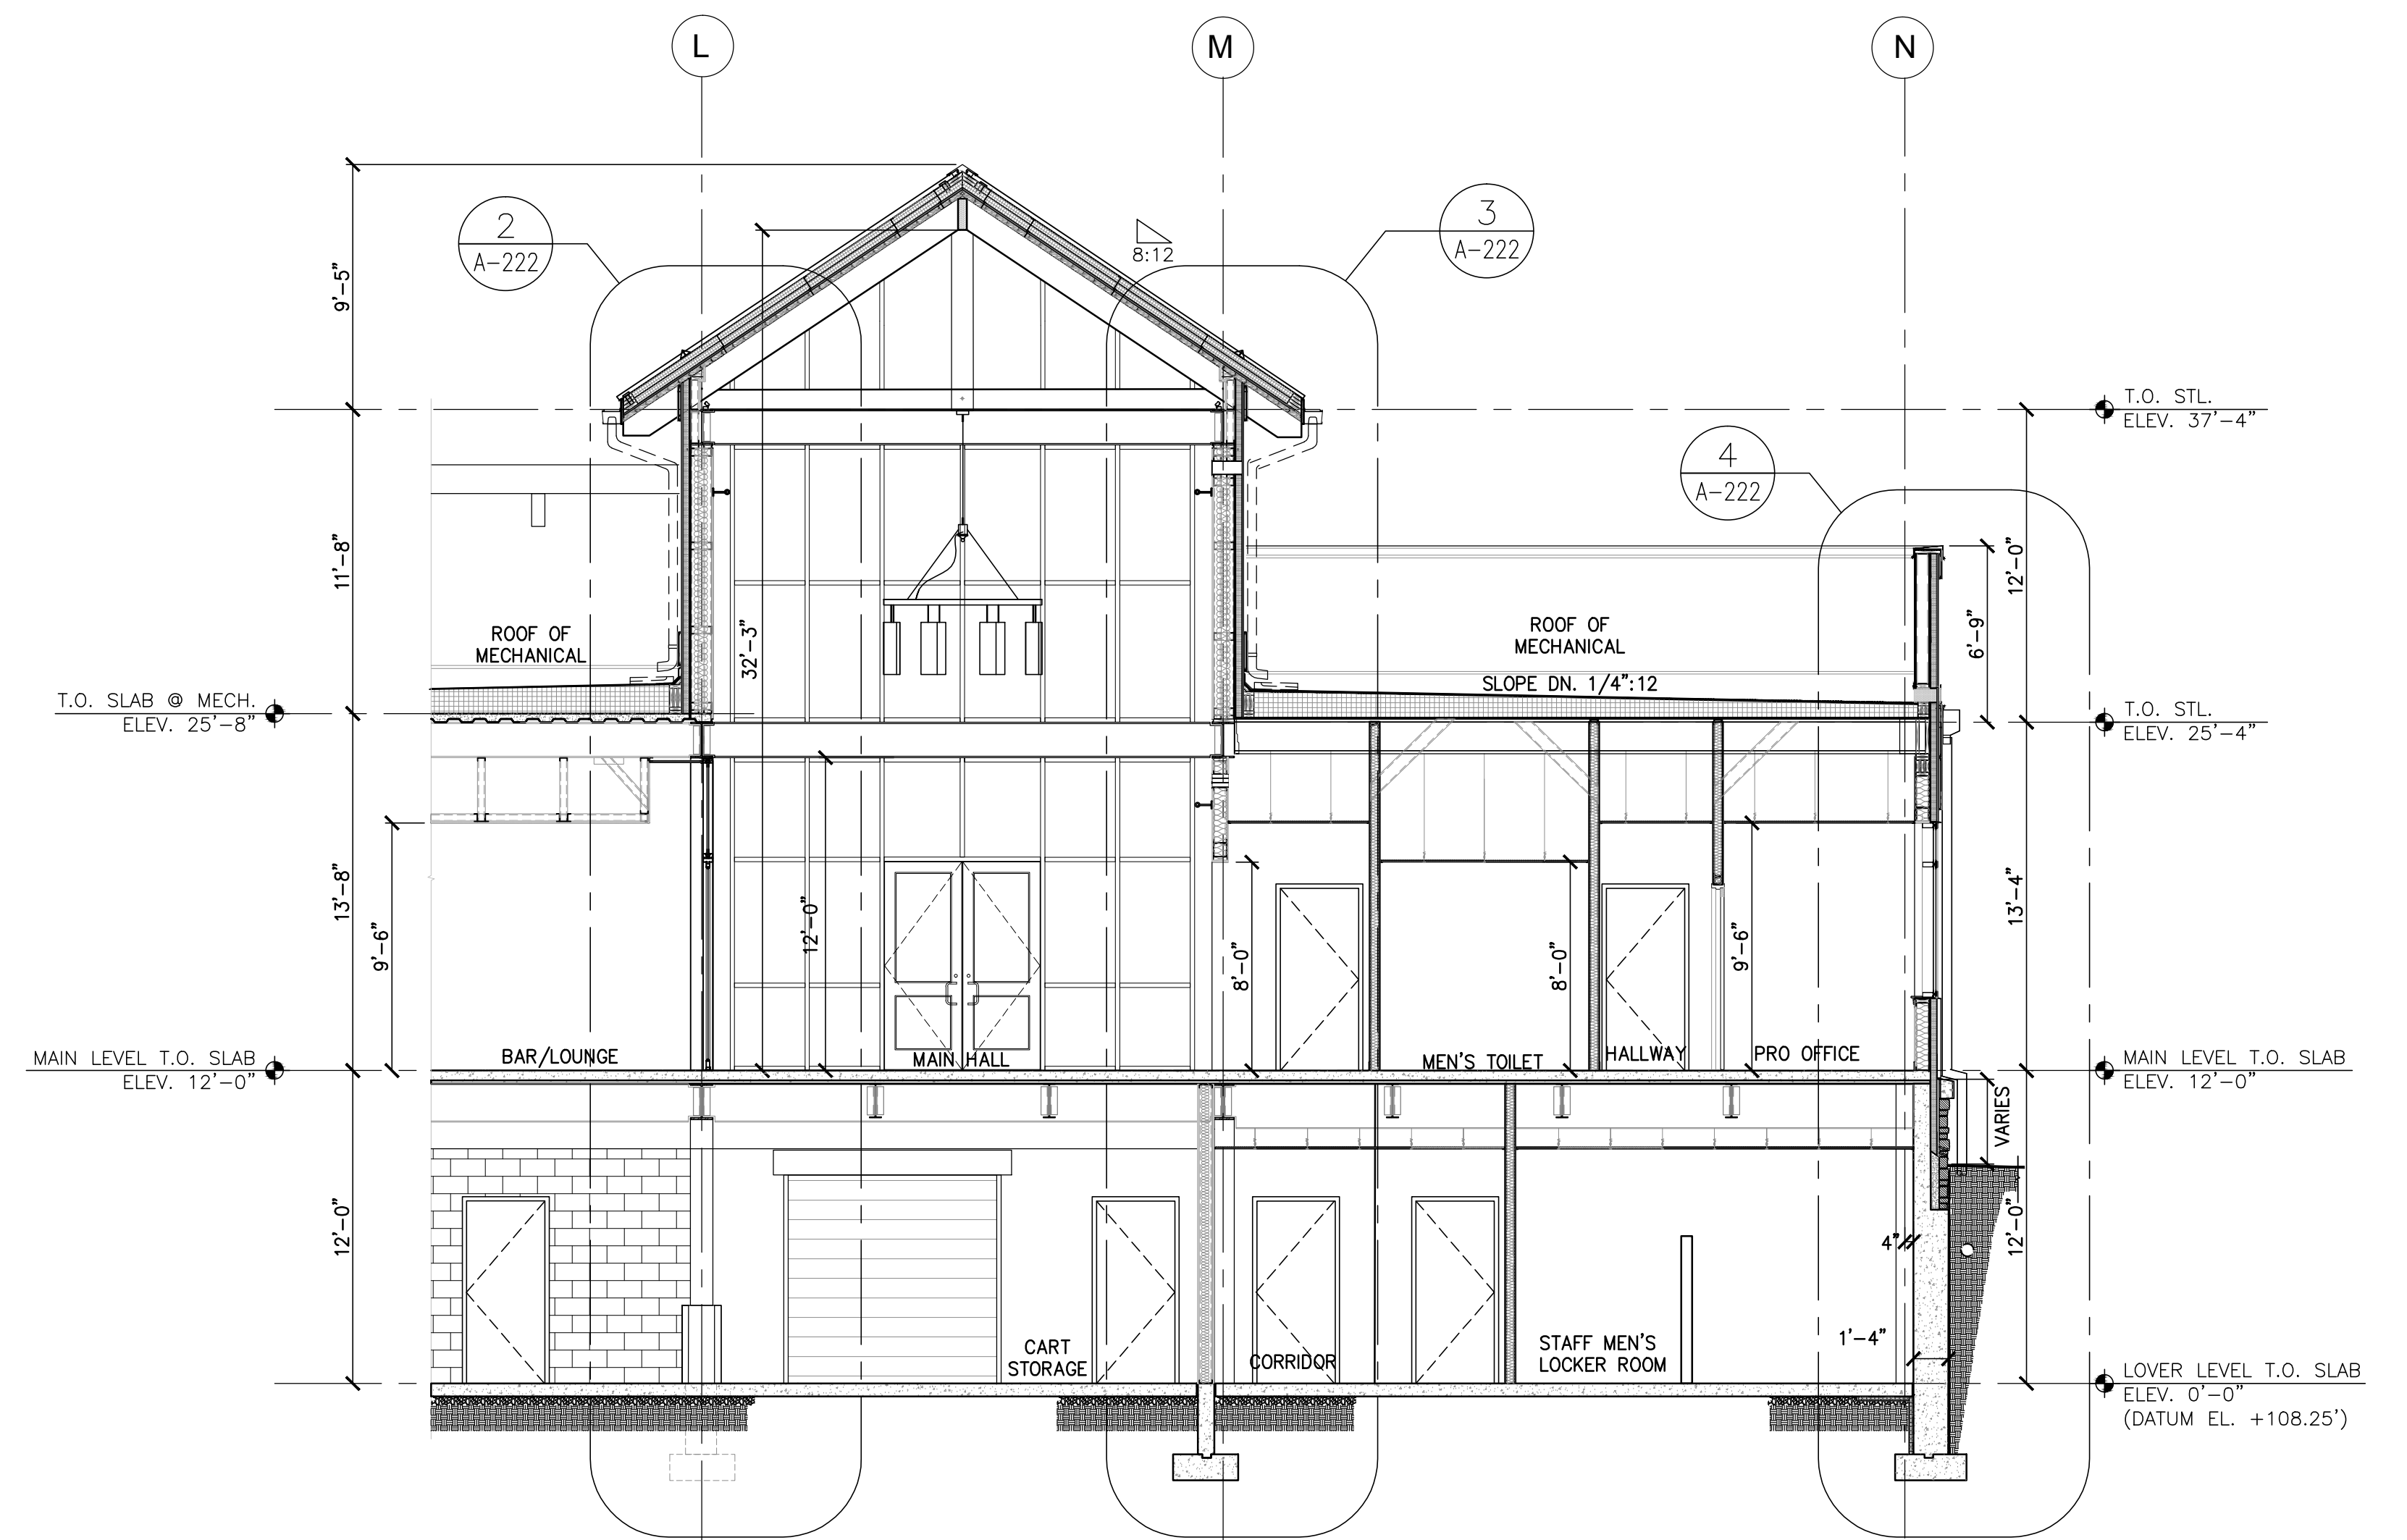 L
M
N
2
A-222
3
A-222
8:12
9'-5"
T.O. STL.
ELEV. 37'-4"
4
A-222
11'-8"
12'-0"
6'-9"
32'-3"
ROOF OF
MECHANICAL
ROOF OF
MECHANICAL
SLOPE DN. 1/4":12
T.O. SLAB @ MECH.
ELEV. 25'-8"
T.O. STL.
ELEV. 25'-4"
13'-8"
9'-6"
12'-0"
8'-0"
8'-0"
9'-6"
13'-4"
BAR/LOUNGE
MAIN HALL
MEN'S TOILET
HALLWAY
PRO OFFICE
MAIN LEVEL T.O. SLAB
ELEV. 12'-0"
MAIN LEVEL T.O. SLAB
ELEV. 12'-0"
VARIES
12'-0"
4"
12'-0"
1'-4"
CART
STORAGE
CORRIDOR
STAFF MEN'S
LOCKER ROOM
LOVER LEVEL T.O. SLAB
ELEV. 0'-0"
(DATUM EL. +108.25')